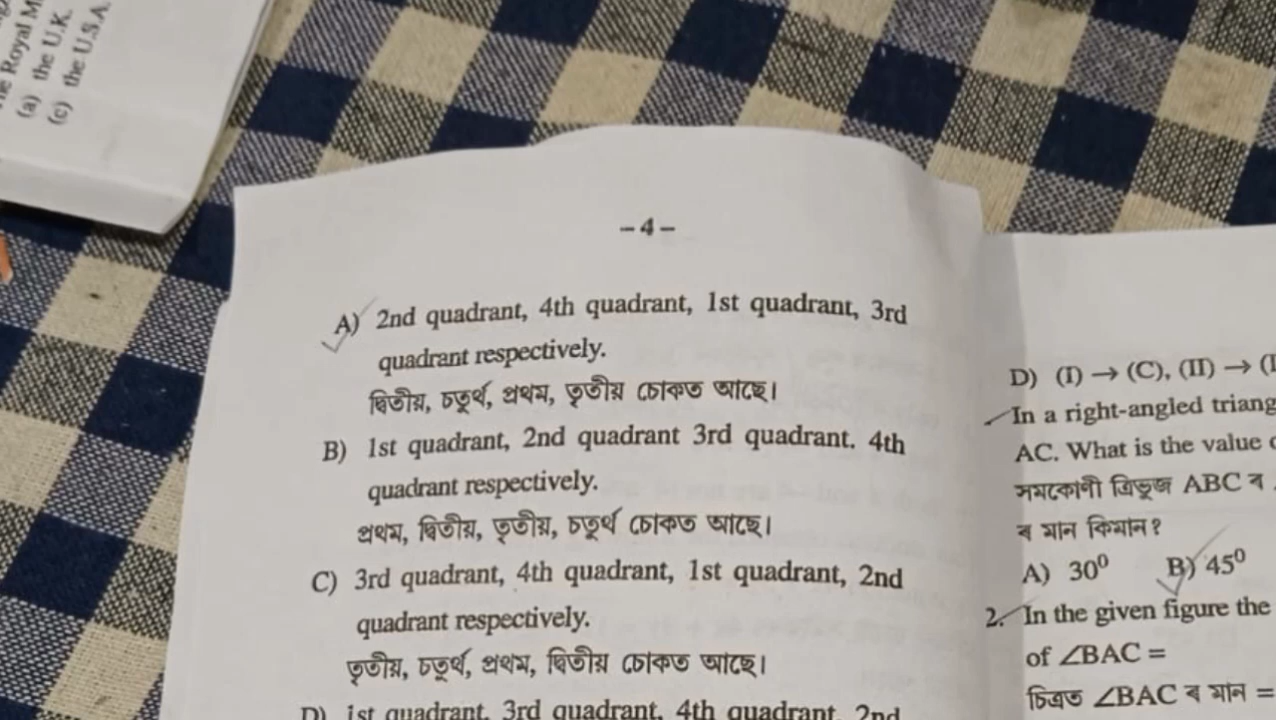 Royal M
(a) the U.K.
(c) the U.S.A.
– 4 –
A) 2nd quadrant, 4th quadrant, 1st quadrant, 3rd
quadrant respectively.
দ্বিতীয়, চতুৰ্থ, প্ৰথম, তৃতীয় চোকত আছে।
B) 1st quadrant, 2nd quadrant 3rd quadrant. 4th
quadrant respectively.
প্ৰথম, দ্বিতীয়, তৃতীয়, চতুৰ্থ চোকত আছে।
C) 3rd quadrant, 4th quadrant, 1st quadrant, 2nd
quadrant respectively.
তৃতীয়, চতুৰ্থ, প্ৰথম, দ্বিতীয় চোকত আছে।
D) 1st quadrant, 3rd quadrant, 4th quadrant, 2nd
D) (I) → (C), (II) →
In a right-angled triang
AC. What is the value
সমকোণী ত্ৰিভুজ ABC ৰ
ৰ মান কিমান?
A) 30⁰ B) 45⁰
2. In the given figure the
of ∠BAC =
চিত্ৰত ∠BAC ৰ মান =